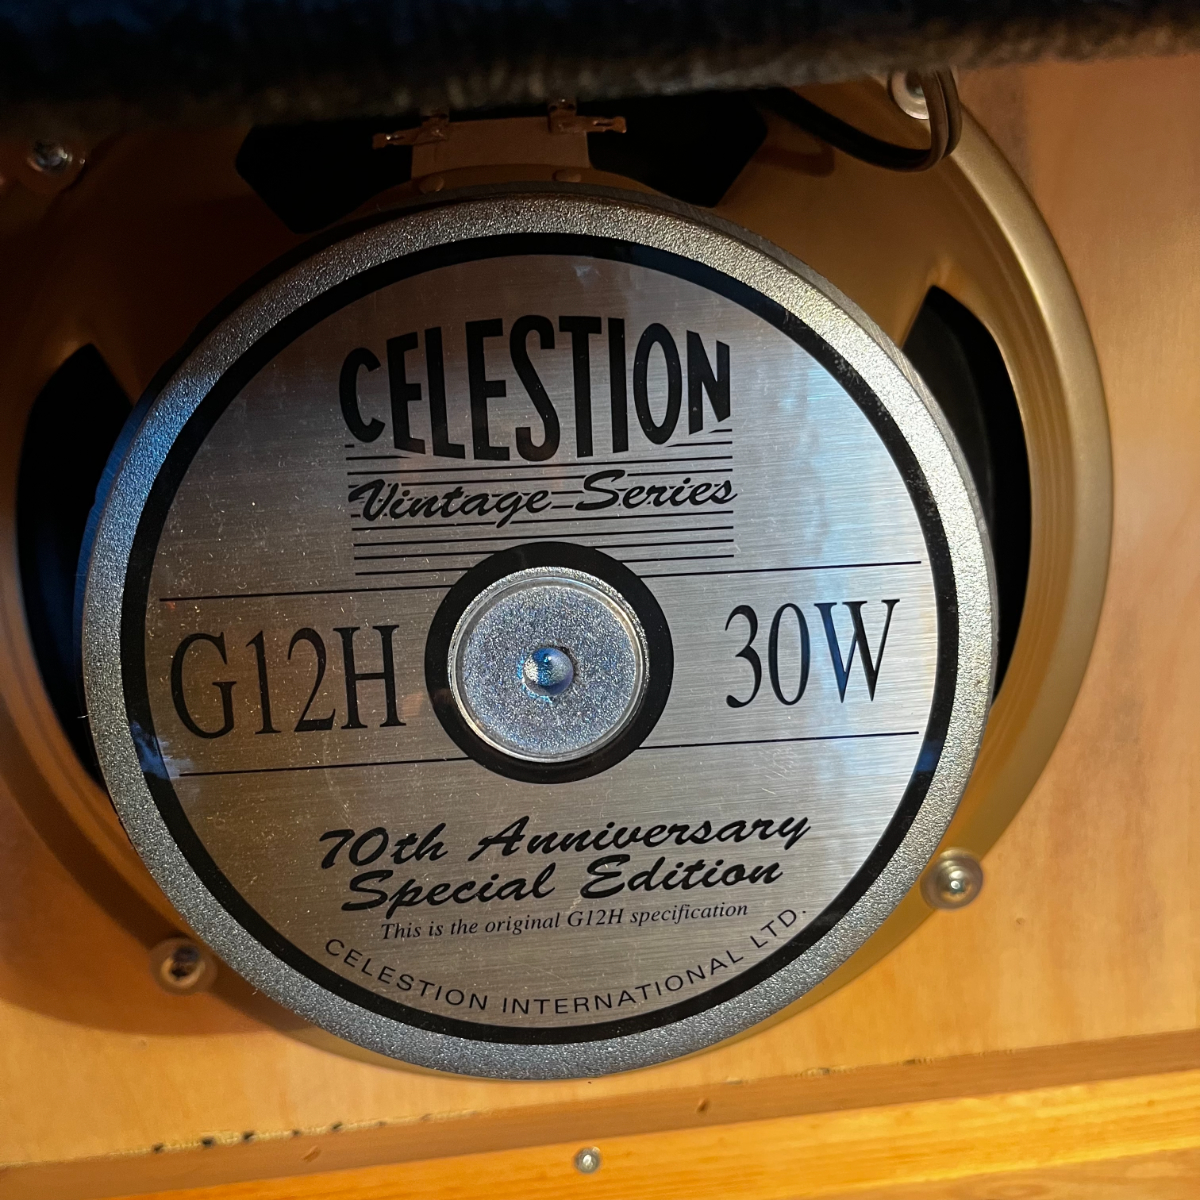 CELESTION
Vintage Series
G12H 30W
70th Anniversary
Special Edition
This is the original G12H specification
CELESTION INTERNATIONAL LTD.